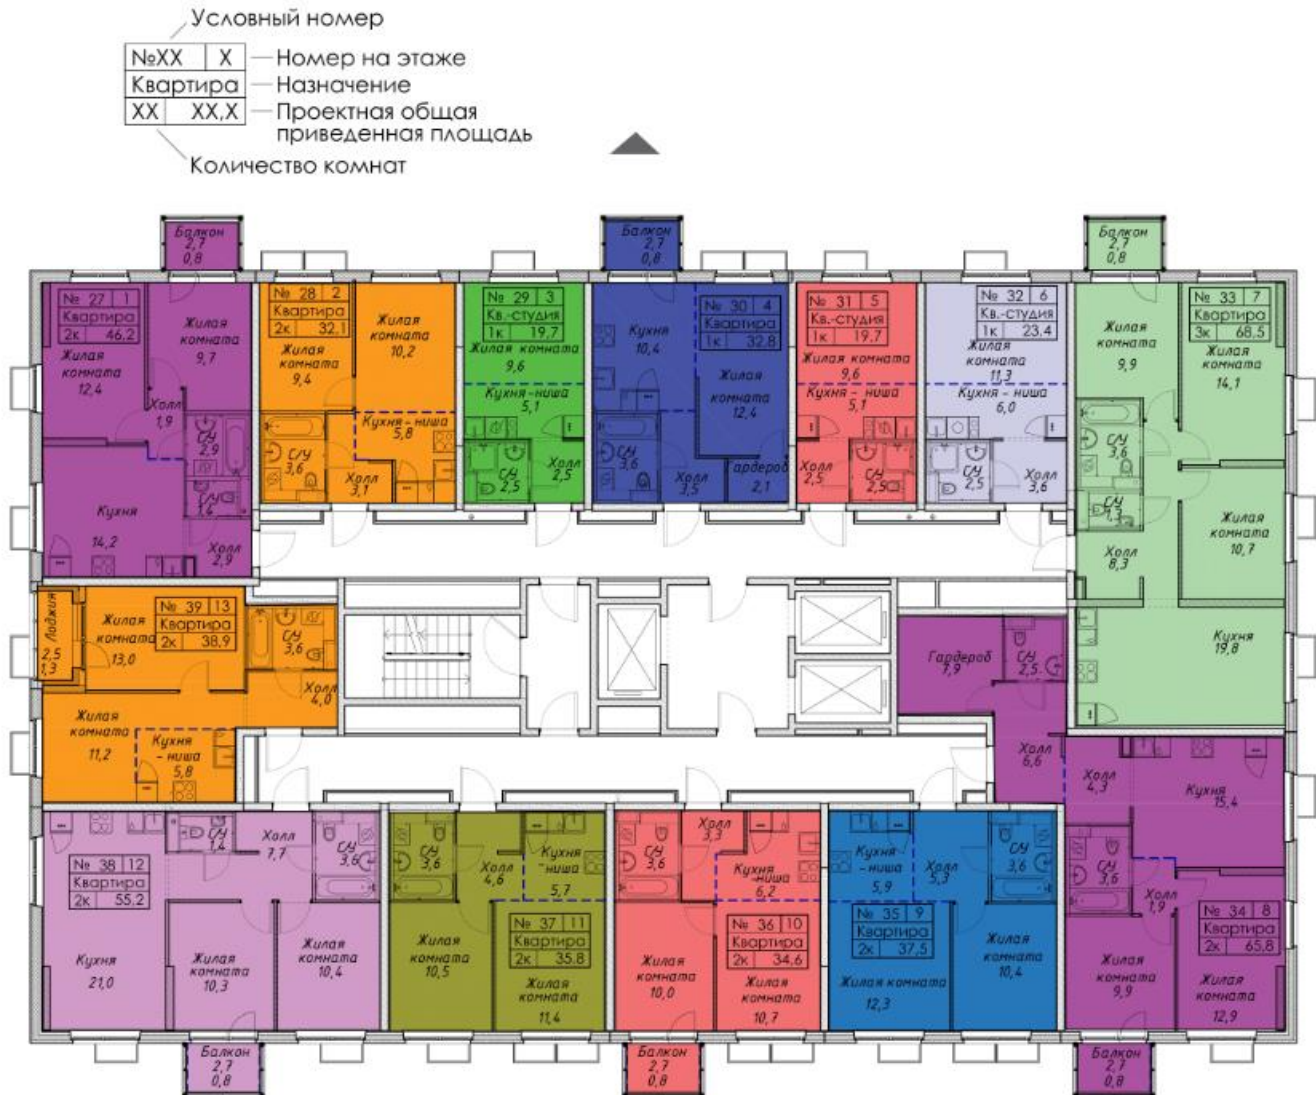 Условный номер
№XX X
Номер на этаже
Квартира
Назначение
XX XX,X
Проектная общая
приведенная площадь
Количество комнат
Балкон
2,7
0,8
№ 27 1
Квартира
2к 46,2
Жилая
комната
12,4
Жилая
комната
9,7
Холл
1,9
С/У
2,9
С/У
1,4
Кухня
14,2
Холл
2,9
№ 28 2
Квартира
2к 32,1
Жилая
комната
9,4
Жилая
комната
10,2
Кухня-ниша
5,8
С/У
3,6
Холл
3,1
№ 29 3
Кв.-студия
1к 19,7
Жилая комната
9,6
Кухня-ниша
5,1
С/У
2,5
Холл
2,5
Балкон
2,7
0,8
№ 30 4
Квартира
1к 32,8
Кухня
10,4
Жилая
комната
12,4
С/У
3,6
Холл
3,5
Гардероб
2,1
№ 31 5
Кв.-студия
1к 19,7
Жилая комната
9,6
Кухня-ниша
5,1
Холл
2,5
С/У
2,5
№ 32 6
Кв.-студия
1к 23,4
Жилая
комната
11,3
Кухня-ниша
6,0
С/У
2,5
Холл
3,6
Балкон
2,7
0,8
№ 33 7
Квартира
3к 68,5
Жилая
комната
9,9
Жилая
комната
14,1
С/У
3,6
С/У
1,3
Холл
8,3
Жилая
комната
10,7
Кухня
19,8
№ 39 13
Квартира
2к 38,9
Лоджия
2,5
1,3
Жилая
комната
13,0
С/У
3,6
Холл
4,0
Жилая
комната
11,2
Кухня
-ниша
5,8
Гардероб
7,9
С/У
2,5
Холл
6,6
Холл
4,3
Кухня
15,4
С/У
3,6
Холл
1,9
№ 34 8
Квартира
2к 65,8
Жилая
комната
9,9
Жилая
комната
12,9
Балкон
2,7
0,8
№ 38 12
Квартира
2к 55,2
С/У
1,4
Холл
7,7
С/У
3,6
Кухня
21,0
Жилая
комната
10,3
Жилая
комната
10,4
Балкон
2,7
0,8
С/У
3,6
Холл
4,6
Кухня
-ниша
5,7
№ 37 11
Квартира
2к 35,8
Жилая
комната
10,5
Жилая
комната
11,4
С/У
3,6
Холл
3,3
Кухня
-ниша
6,2
№ 36 10
Квартира
2к 34,6
Жилая
комната
10,0
Жилая
комната
10,7
Балкон
2,7
0,8
Кухня
-ниша
5,9
Холл
5,3
С/У
3,6
№ 35 9
Квартира
2к 37,5
Жилая комната
12,3
Жилая
комната
10,4